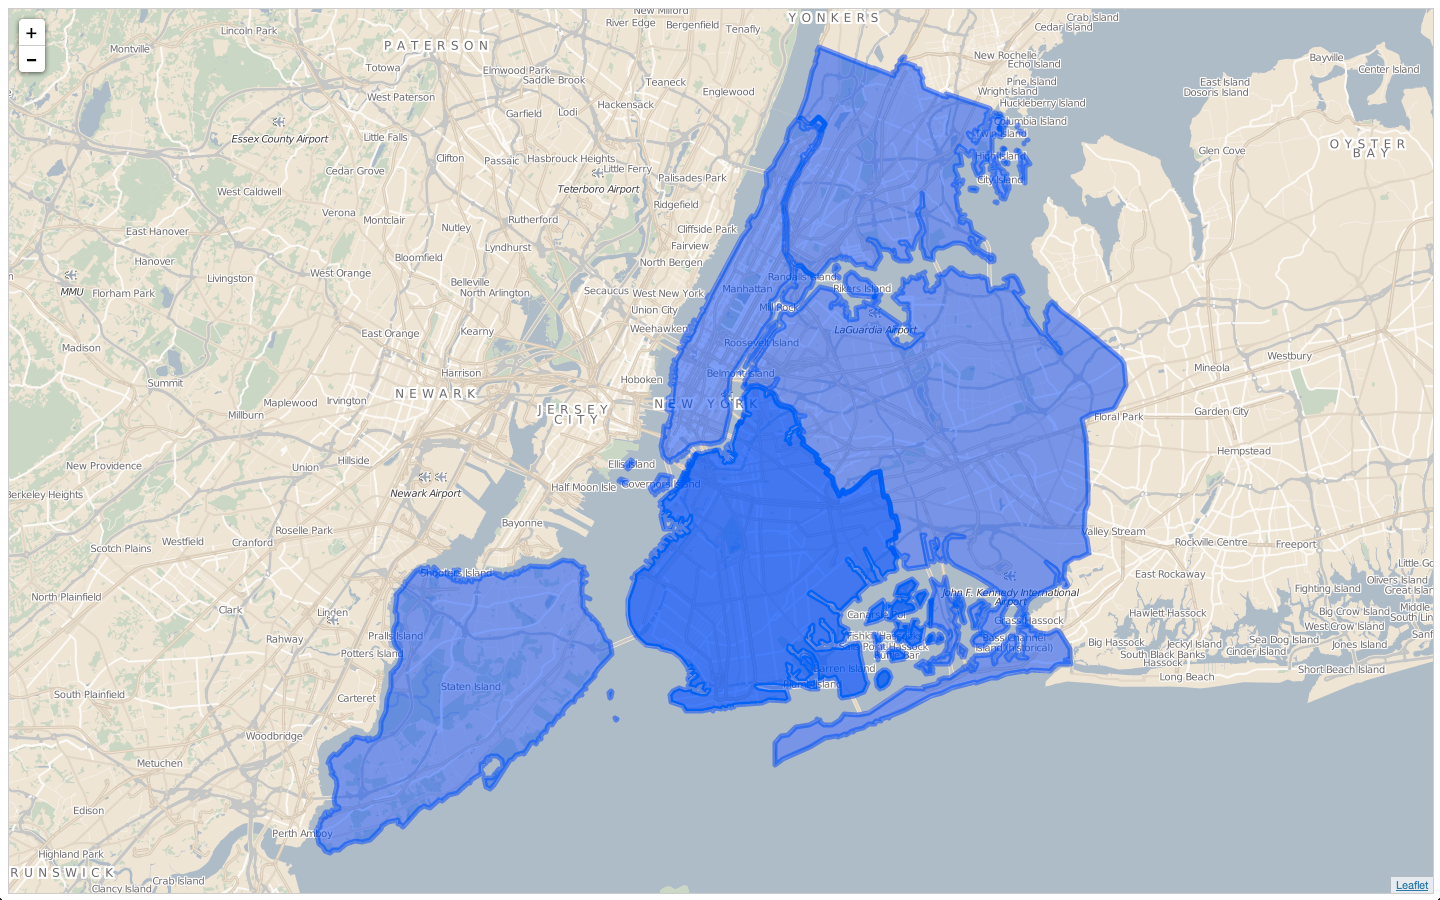 +
−
New Milford
River Edge
Bergenfield
Tenafly
YONKERS
Crab Island
Cedar Island
Lincoln Park
Montville
PATERSON
Totowa
Elmwood Park
Saddle Brook
Teaneck
Englewood
New Rochelle
Echo Island
Bayville
Center Island
West Paterson
Hackensack
Pine Island
Wright Island
Huckleberry Island
East Island
Dosoris Island
Garfield
Lodi
Columbia Island
Twin Island
Essex County Airport
Little Falls
Clifton
Passaic
Hasbrouck Heights
Little Ferry
High Island
Glen Cove
OYSTER
BAY
Cedar Grove
Teterboro Airport
Palisades Park
City Island
West Caldwell
Verona
Montclair
Nutley
Rutherford
Ridgefield
East Hanover
Cliffside Park
Lyndhurst
Fairview
Hanover
Livingston
West Orange
Bloomfield
North Bergen
MMU
Florham Park
Belleville
North Arlington
Secaucus
West New York
Randalls Island
Manhattan
Rikers Island
Union City
Mill Rock
East Orange
Kearny
Weehawken
LaGuardia Airport
Madison
Roosevelt Island
Westbury
Summit
Harrison
Hoboken
Belmont Island
Mineola
Maplewood
Irvington
NEWARK
NEW YORK
Millburn
JERSEY
CITY
Floral Park
Garden City
New Providence
Union
Hillside
Ellis Island
Hempstead
Berkeley Heights
Newark Airport
Half Moon Isle
Governors Island
Roselle Park
Bayonne
Valley Stream
Scotch Plains
Westfield
Cranford
Rockville Centre
Freeport
Shooters Island
East Rockaway
Little Go
Olivers Island
Great Islan
North Plainfield
Clark
Linden
John F. Kennedy International
Airport
Fighting Island
Canarsie Pol
Grass Hassock
Hawlett Hassock
Big Crow Island
Middle
South Lin
Rahway
Pralls Island
Potters Island
Big Hassock
Jeckyl Island
West Crow Island
Sea Dog Island
Jones Island
Sanf
South Black Banks
Hassock
Cinder Island
Barren Island
Short Beach Island
Long Beach
South Plainfield
Carteret
Staten Island
Woodbridge
Metuchen
Edison
Perth Amboy
Highland Park
RUNSWICK
Clancy Island
Crab Island
Leaflet